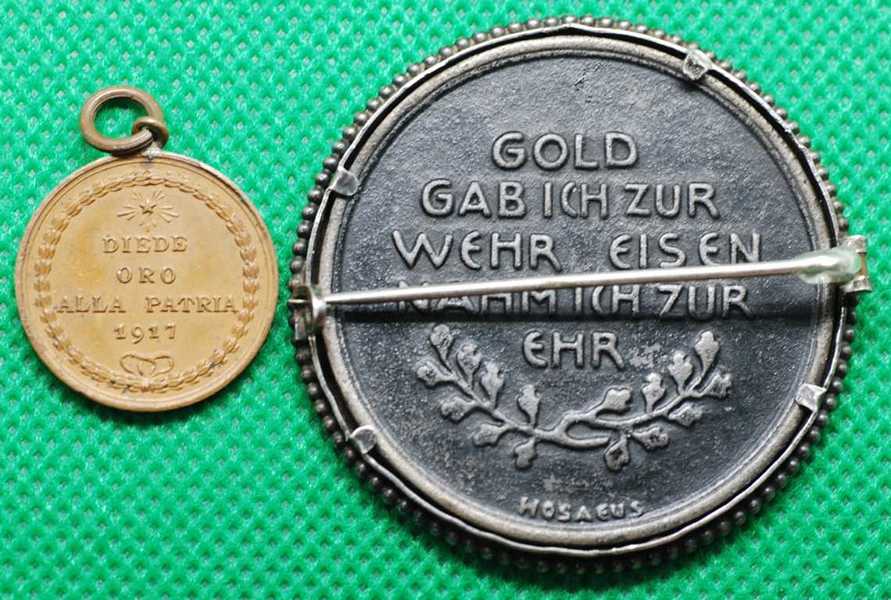 DIEDE
ORO
ALLA PATRIA
1917
GOLD
GAB ICH ZUR
WEHR EISEN
NAHM ICH ZUR
EHR
HOSAEUS